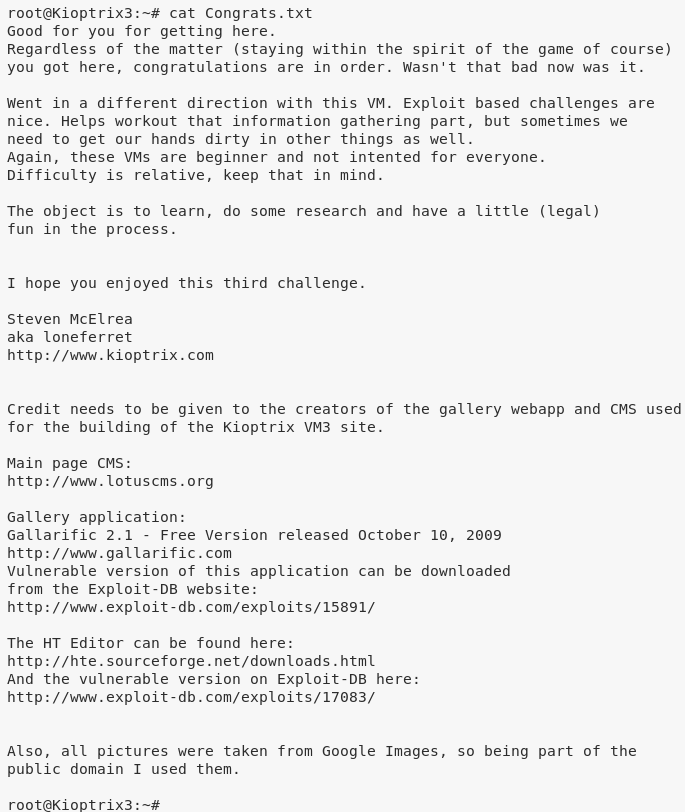 root@Kioptrix3:~# cat Congrats.txt
Good for you for getting here.
Regardless of the matter (staying within the spirit of the game of course)
you got here, congratulations are in order. Wasn't that bad now was it.
Went in a different direction with this VM. Exploit based challenges are
nice. Helps workout that information gathering part, but sometimes we
need to get our hands dirty in other things as well.
Again, these VMs are beginner and not intented for everyone.
Difficulty is relative, keep that in mind.
The object is to learn, do some research and have a little (legal)
fun in the process.
I hope you enjoyed this third challenge.
Steven McElrea
aka loneferret
http://www.kioptrix.com
Credit needs to be given to the creators of the gallery webapp and CMS used
for the building of the Kioptrix VM3 site.
Main page CMS:
http://www.lotuscms.org
Gallery application:
Gallarific 2.1 - Free Version released October 10, 2009
http://www.gallarific.com
Vulnerable version of this application can be downloaded
from the Exploit-DB website:
http://www.exploit-db.com/exploits/15891/
The HT Editor can be found here:
http://hte.sourceforge.net/downloads.html
And the vulnerable version on Exploit-DB here:
http://www.exploit-db.com/exploits/17083/
Also, all pictures were taken from Google Images, so being part of the
public domain I used them.
root@Kioptrix3:~#